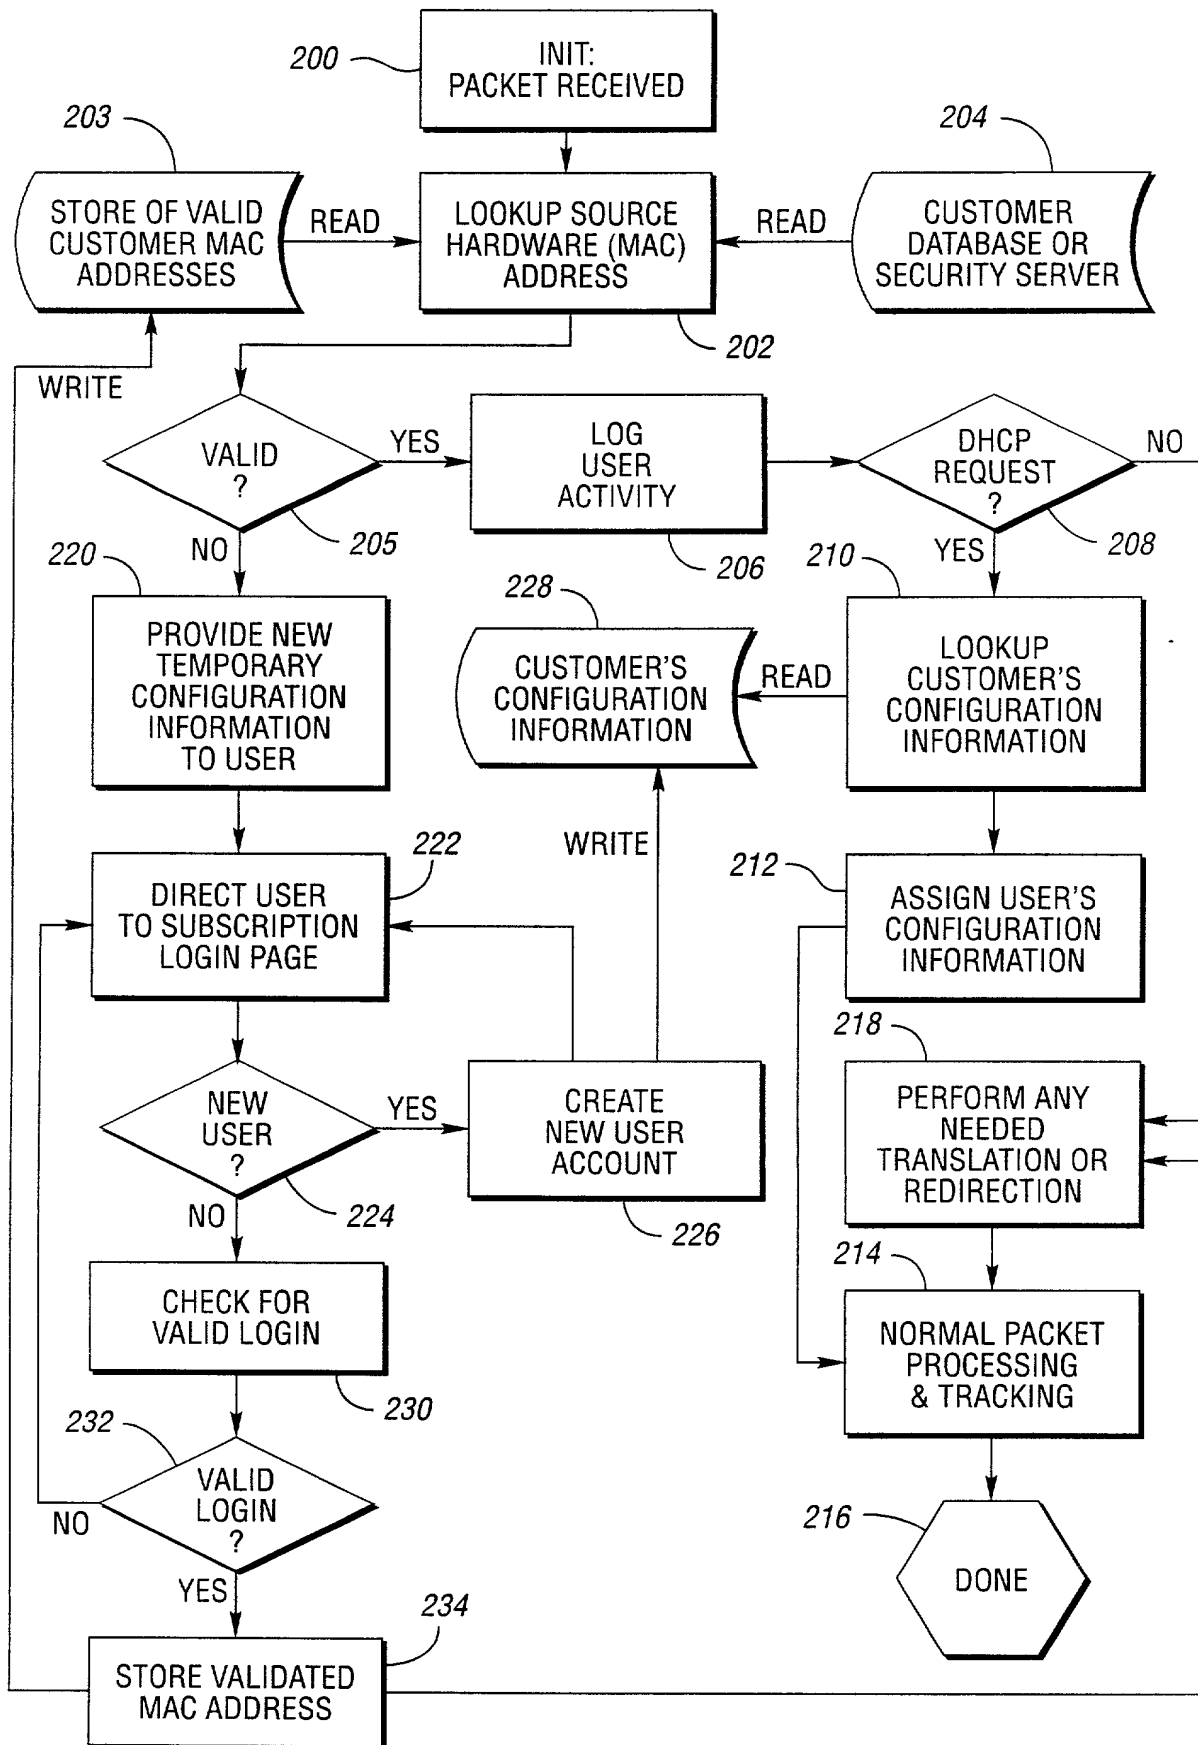 200
INIT:
PACKET RECEIVED
203
204
STORE OF VALID
CUSTOMER MAC
ADDRESSES
READ
LOOKUP SOURCE
HARDWARE (MAC)
ADDRESS
READ
CUSTOMER
DATABASE OR
SECURITY SERVER
202
WRITE
VALID
?
YES
LOG
USER
ACTIVITY
DHCP
REQUEST
?
NO
205
206
208
NO
YES
220
210
228
PROVIDE NEW
TEMPORARY
CONFIGURATION
INFORMATION
TO USER
CUSTOMER'S
CONFIGURATION
INFORMATION
READ
LOOKUP
CUSTOMER'S
CONFIGURATION
INFORMATION
WRITE
222
212
DIRECT USER
TO SUBSCRIPTION
LOGIN PAGE
ASSIGN USER'S
CONFIGURATION
INFORMATION
218
NEW
USER
?
YES
CREATE
NEW USER
ACCOUNT
PERFORM ANY
NEEDED
TRANSLATION OR
REDIRECTION
224
226
NO
214
CHECK FOR
VALID LOGIN
NORMAL PACKET
PROCESSING
& TRACKING
230
232
VALID
LOGIN
?
NO
216
DONE
YES
234
STORE VALIDATED
MAC ADDRESS